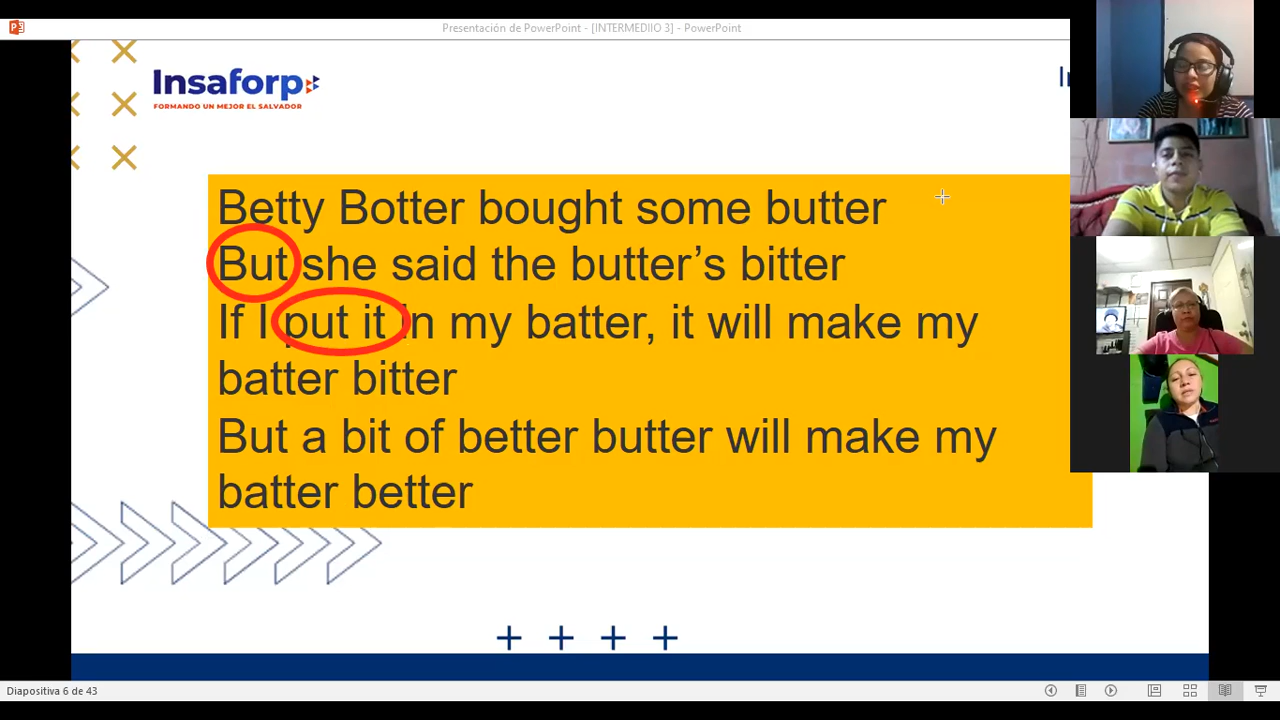 Presentación de PowerPoint - [INTERMEDIIO 3] - PowerPoint
Insaforp
FORMANDO UN MEJOR EL SALVADOR
Betty Botter bought some butter
But she said the butter’s bitter
If I put it in my batter, it will make my
batter bitter
But a bit of better butter will make my
batter better
Diapositiva 6 de 43